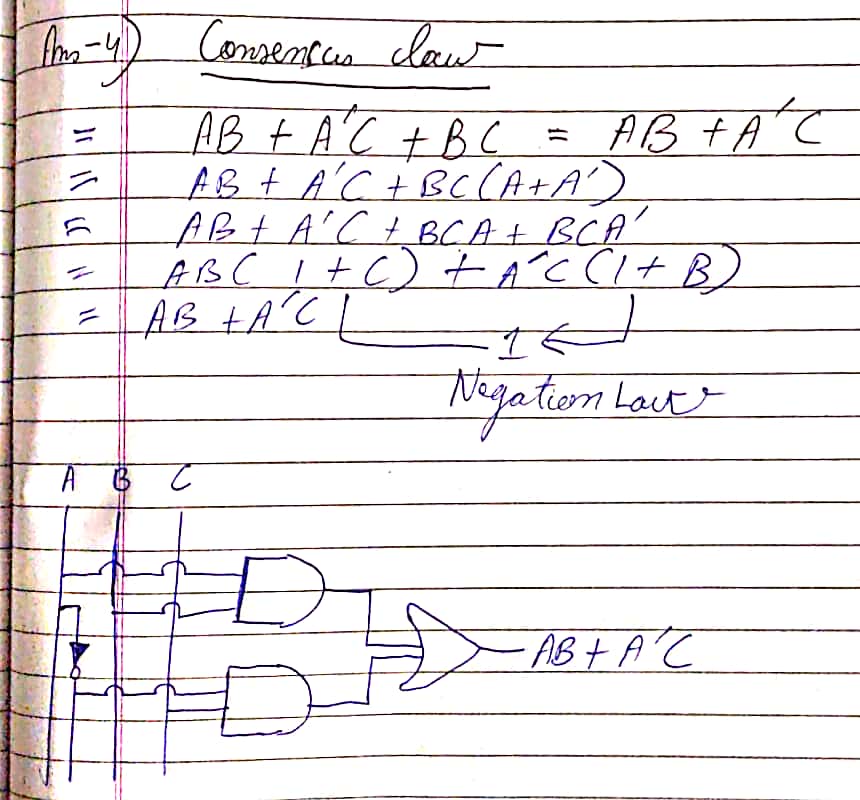 Ans-4) Consensus law
= AB + A'C + BC = AB + A'C
= AB + A'C + BC(A+A')
= AB + A'C + BCA + BCA'
= AB( 1 + C) + A'C (1 + B)
= AB + A'C
1
Negation Law
A B C
AB + A'C